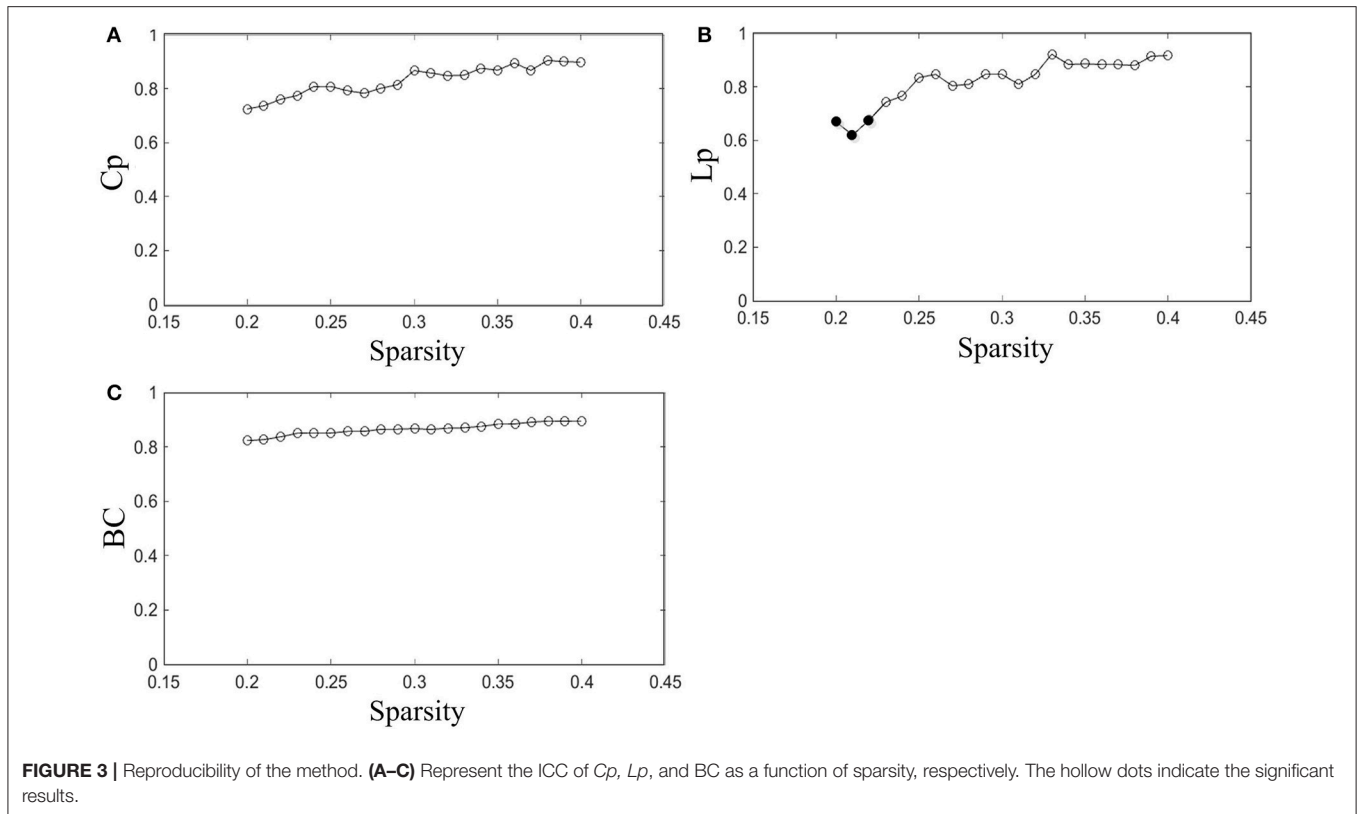 A
1
0.8
0.6
0.4
0.2
0
Cp
0.15 0.2 0.25 0.3 0.35 0.4 0.45
Sparsity
B
1
0.8
0.6
0.4
0.2
0
Lp
0.15 0.2 0.25 0.3 0.35 0.4 0.45
Sparsity
C
1
0.8
0.6
0.4
0.2
0
BC
0.15 0.2 0.25 0.3 0.35 0.4 0.45
Sparsity
FIGURE 3 | Reproducibility of the method. (A–C) Represent the ICC of Cp, Lp, and BC as a function of sparsity, respectively. The hollow dots indicate the significant
results.